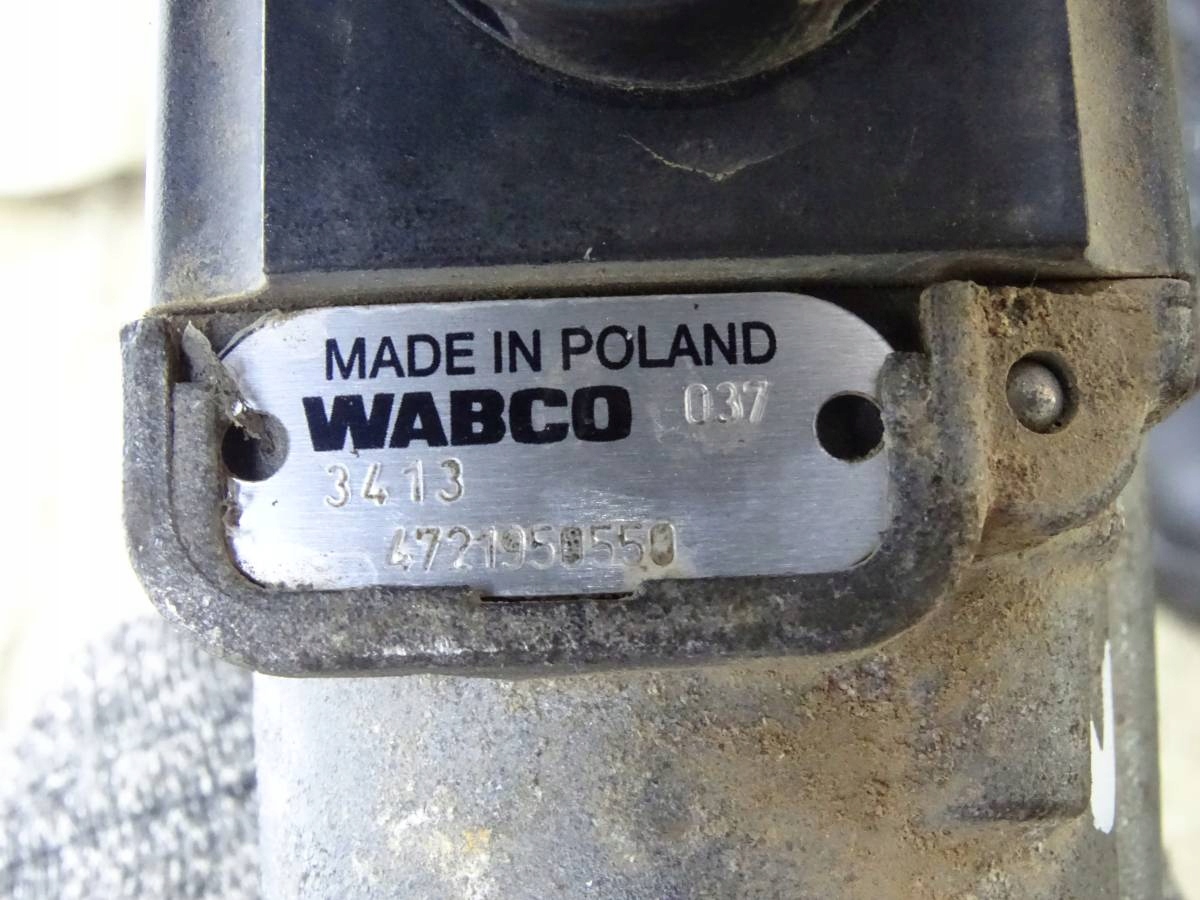 MADE IN POLAND
WABCO 037
3413
4721950550